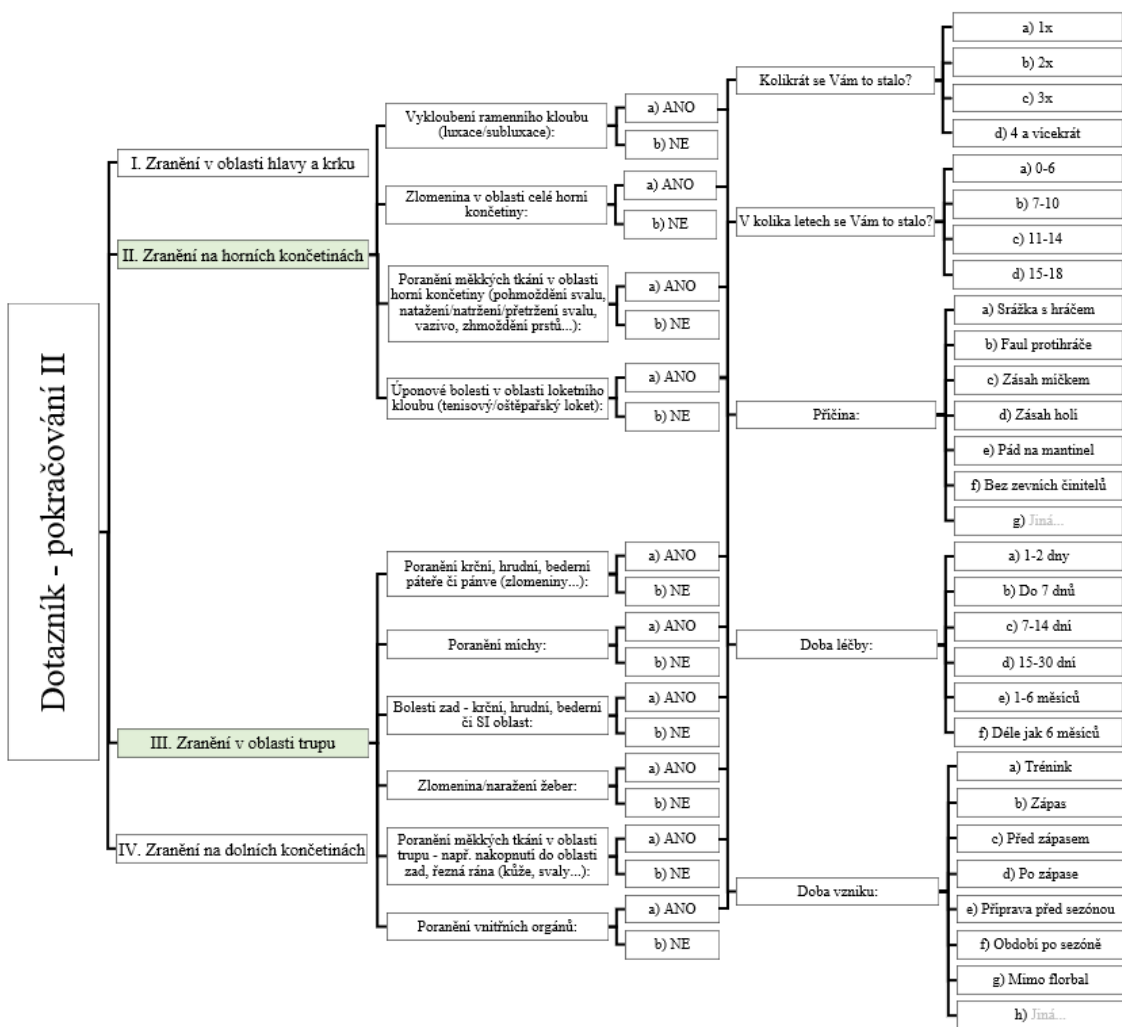 Dotazník - pokračování II
I. Zranění v oblasti hlavy a krku
II. Zranění na horních končetinách
III. Zranění v oblasti trupu
IV. Zranění na dolních končetinách
Vykloubení ramenního kloubu
(luxace/subluxace):
a) ANO
b) NE
Zlomenina v oblasti celé horní
končetiny:
a) ANO
b) NE
Poranění měkkých tkání v oblasti
horní končetiny (pohmoždění svalu,
natažení/natržení/přetržení svalu,
vazivo, zhmoždění prstů...):
a) ANO
b) NE
Úponové bolesti v oblasti loketního
kloubu (tenisový/oštěpařský loket):
a) ANO
b) NE
Poranění krční, hrudní, bederní
páteře či pánve (zlomeniny...):
a) ANO
b) NE
Poranění míchy:
a) ANO
b) NE
Bolesti zad - krční, hrudní, bederní
či SI oblast:
a) ANO
b) NE
Zlomenina/naražení žeber:
a) ANO
b) NE
Poranění měkkých tkání v oblasti
trupu - např. nakopnutí do oblasti
zad, řezná rána (kůže, svaly...):
a) ANO
b) NE
Poranění vnitřních orgánů:
a) ANO
b) NE
Kolikrát se Vám to stalo?
a) 1x
b) 2x
c) 3x
d) 4 a vícekrát
V kolika letech se Vám to stalo?
a) 0-6
b) 7-10
c) 11-14
d) 15-18
Příčina:
a) Srážka s hráčem
b) Faul protihráče
c) Zásah míčkem
d) Zásah holí
e) Pád na mantinel
f) Bez zevních činitelů
g) Jiná...
Doba léčby:
a) 1-2 dny
b) Do 7 dnů
c) 7-14 dní
d) 15-30 dní
e) 1-6 měsíců
f) Déle jak 6 měsíců
Doba vzniku:
a) Trénink
b) Zápas
c) Před zápasem
d) Po zápase
e) Příprava před sezónou
f) Období po sezóně
g) Mimo florbal
h) Jiná...